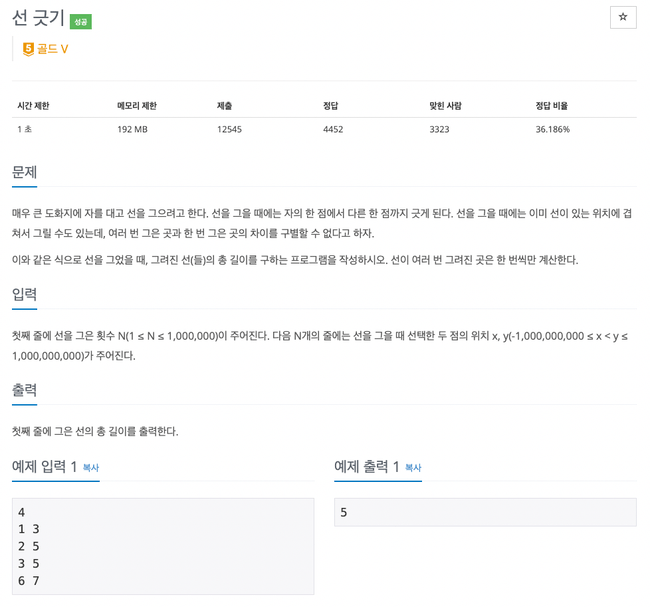 선 긋기 성공
☆
5 골드 V
시간 제한 메모리 제한 제출 정답 맞힌 사람 정답 비율
1 초 192 MB 12545 4452 3323 36.186%
문제
매우 큰 도화지에 자를 대고 선을 그으려고 한다. 선을 그을 때에는 자의 한 점에서 다른 한 점까지 긋게 된다. 선을 그을 때에는 이미 선이 있는 위치에 겹
쳐서 그릴 수도 있는데, 여러 번 그은 곳과 한 번 그은 곳의 차이를 구별할 수 없다고 하자.
이와 같은 식으로 선을 그었을 때, 그려진 선(들)의 총 길이를 구하는 프로그램을 작성하시오. 선이 여러 번 그려진 곳은 한 번씩만 계산한다.
입력
첫째 줄에 선을 그은 횟수 N(1 ≤ N ≤ 1,000,000)이 주어진다. 다음 N개의 줄에는 선을 그을 때 선택한 두 점의 위치 x, y(-1,000,000,000 ≤ x < y ≤
1,000,000,000)가 주어진다.
출력
첫째 줄에 그은 선의 총 길이를 출력한다.
예제 입력 1 복사
4
1 3
2 5
3 5
6 7
예제 출력 1 복사
5